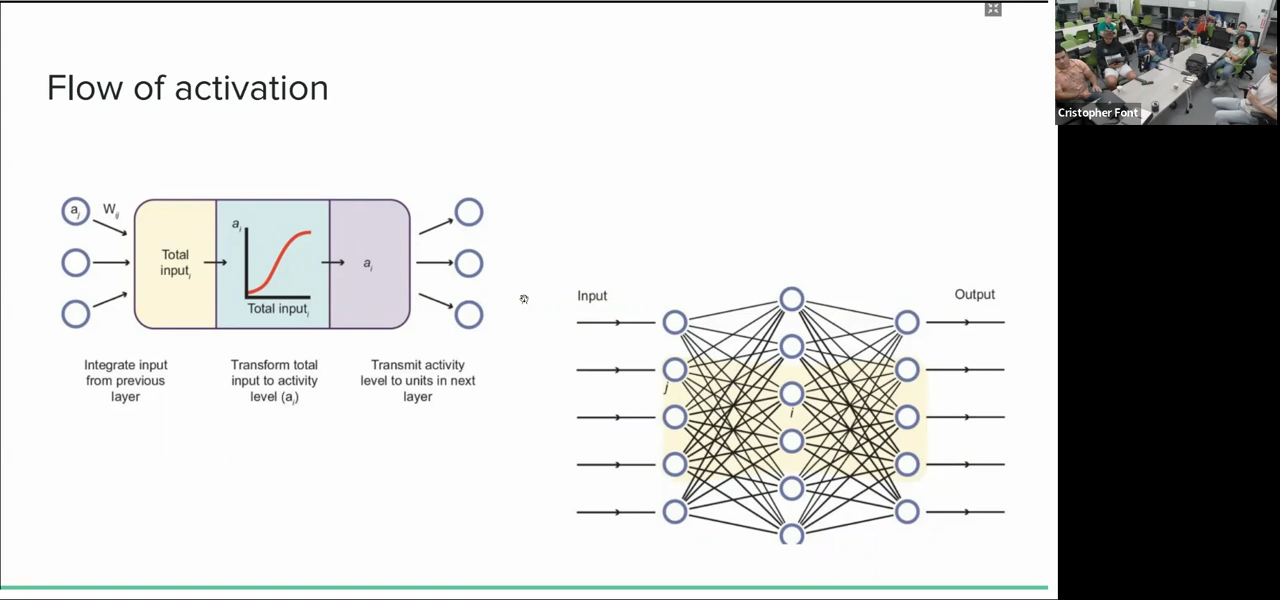 Flow of activation
Cristopher Font
aj
Wij
Total
inputi
ai
Total inputi
ai
Integrate input
from previous
layer
Transform total
input to activity
level (ai)
Transmit activity
level to units in next
layer
Input
Output
j
i